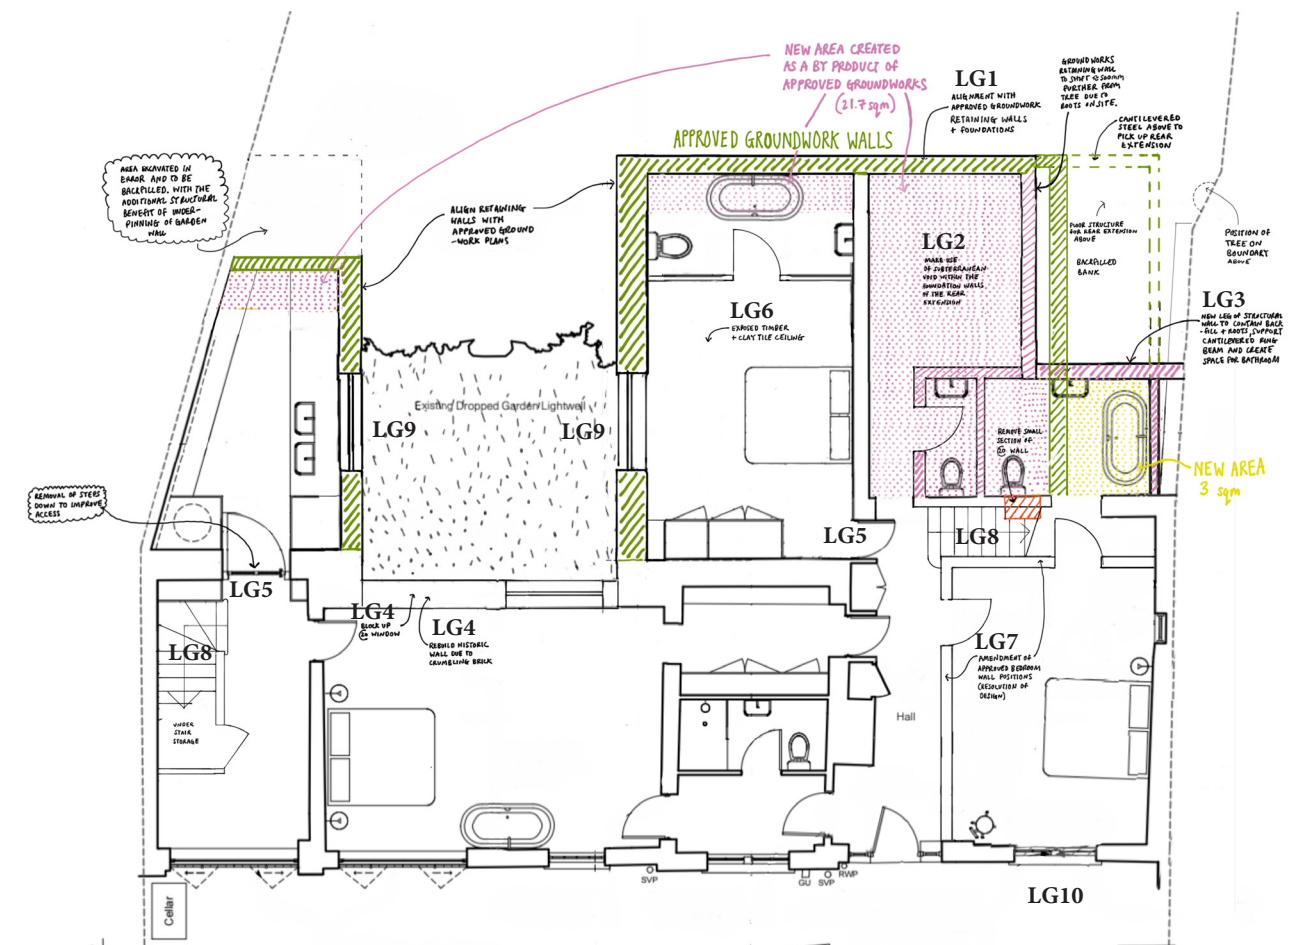 NEW AREA CREATED
AS A BY PRODUCT OF
APPROVED GROUNDWORKS
(21.7 sqm)
LG1
ALIGNMENT WITH
APPROVED GROUNDWORK
RETAINING WALLS
+ FOUNDATIONS
GROUNDWORKS
RETAINING WALL
TO SHIFT ≈500mm
FURTHER FROM
TREE DUE TO
ROOTS ON SITE.
CANTILEVERED
STEEL ABOVE TO
PICK UP REAR
EXTENSION
APPROVED GROUNDWORK WALLS
AREA EXCAVATED IN
ERROR AND TO BE
BACKFILLED. WITH THE
ADDITIONAL STRUCTURAL
BENEFIT OF UNDER-
PINNING OF GARDEN
WALL
ALIGN RETAINING
WALLS WITH
APPROVED GROUND
-WORK PLANS
LG2
MAKE USE
OF SUBTERRANEAN
VOID WITHIN THE
FOUNDATION WALLS
OF THE REAR
EXTENSION
FLOOR STRUCTURE
FOR REAR EXTENSION
ABOVE
BACKFILLED
BANK
POSITION OF
TREE ON
BOUNDARY
ABOVE
LG3
NEW LEG OF STRUCTURAL
WALL TO CONTAIN BACK
-FILL + ROOTS, SUPPORT
CANTILEVERED RING
BEAM AND CREATE
SPACE FOR BATHROOM
LG6
EXPOSED TIMBER
+ CLAY TILE CEILING
Existing Dropped Garden Lightwell
LG9
LG9
REMOVE SMALL
SECTION OF
WALL
NEW AREA
3 sqm
REMOVAL OF STEPS
DOWN TO IMPROVE
ACCESS
LG5
LG8
LG5
LG4
BLOCK UP
WINDOW
LG4
REBUILD HISTORIC
WALL DUE TO
CRUMBLING BRICK
LG8
LG7
AMENDMENT OF
APPROVED BEDROOM
WALL POSITIONS
(RESOLUTION OF
DESIGN)
UNDER
STAIR
STORAGE
Hall
SVP
GU
SVP
RWP
LG10
Cellar